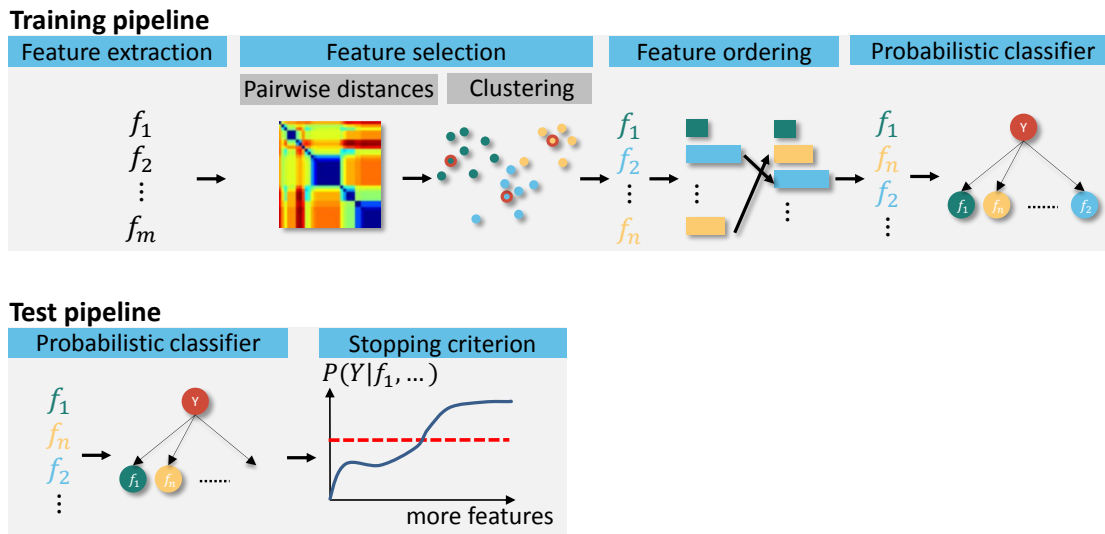 Training pipeline
Feature extraction
Feature selection
Feature ordering
Probabilistic classifier
Pairwise distances
Clustering
f₁
f₂
⋮
fₘ
f₁
f₂
⋮
fₙ
⋮
⋮
f₁
fₙ
f₂
⋮
Y
f₁
fₙ
......
f₂
Test pipeline
Probabilistic classifier
Stopping criterion
f₁
fₙ
f₂
⋮
Y
f₁
fₙ
......
P(Y|f₁, …)
more features